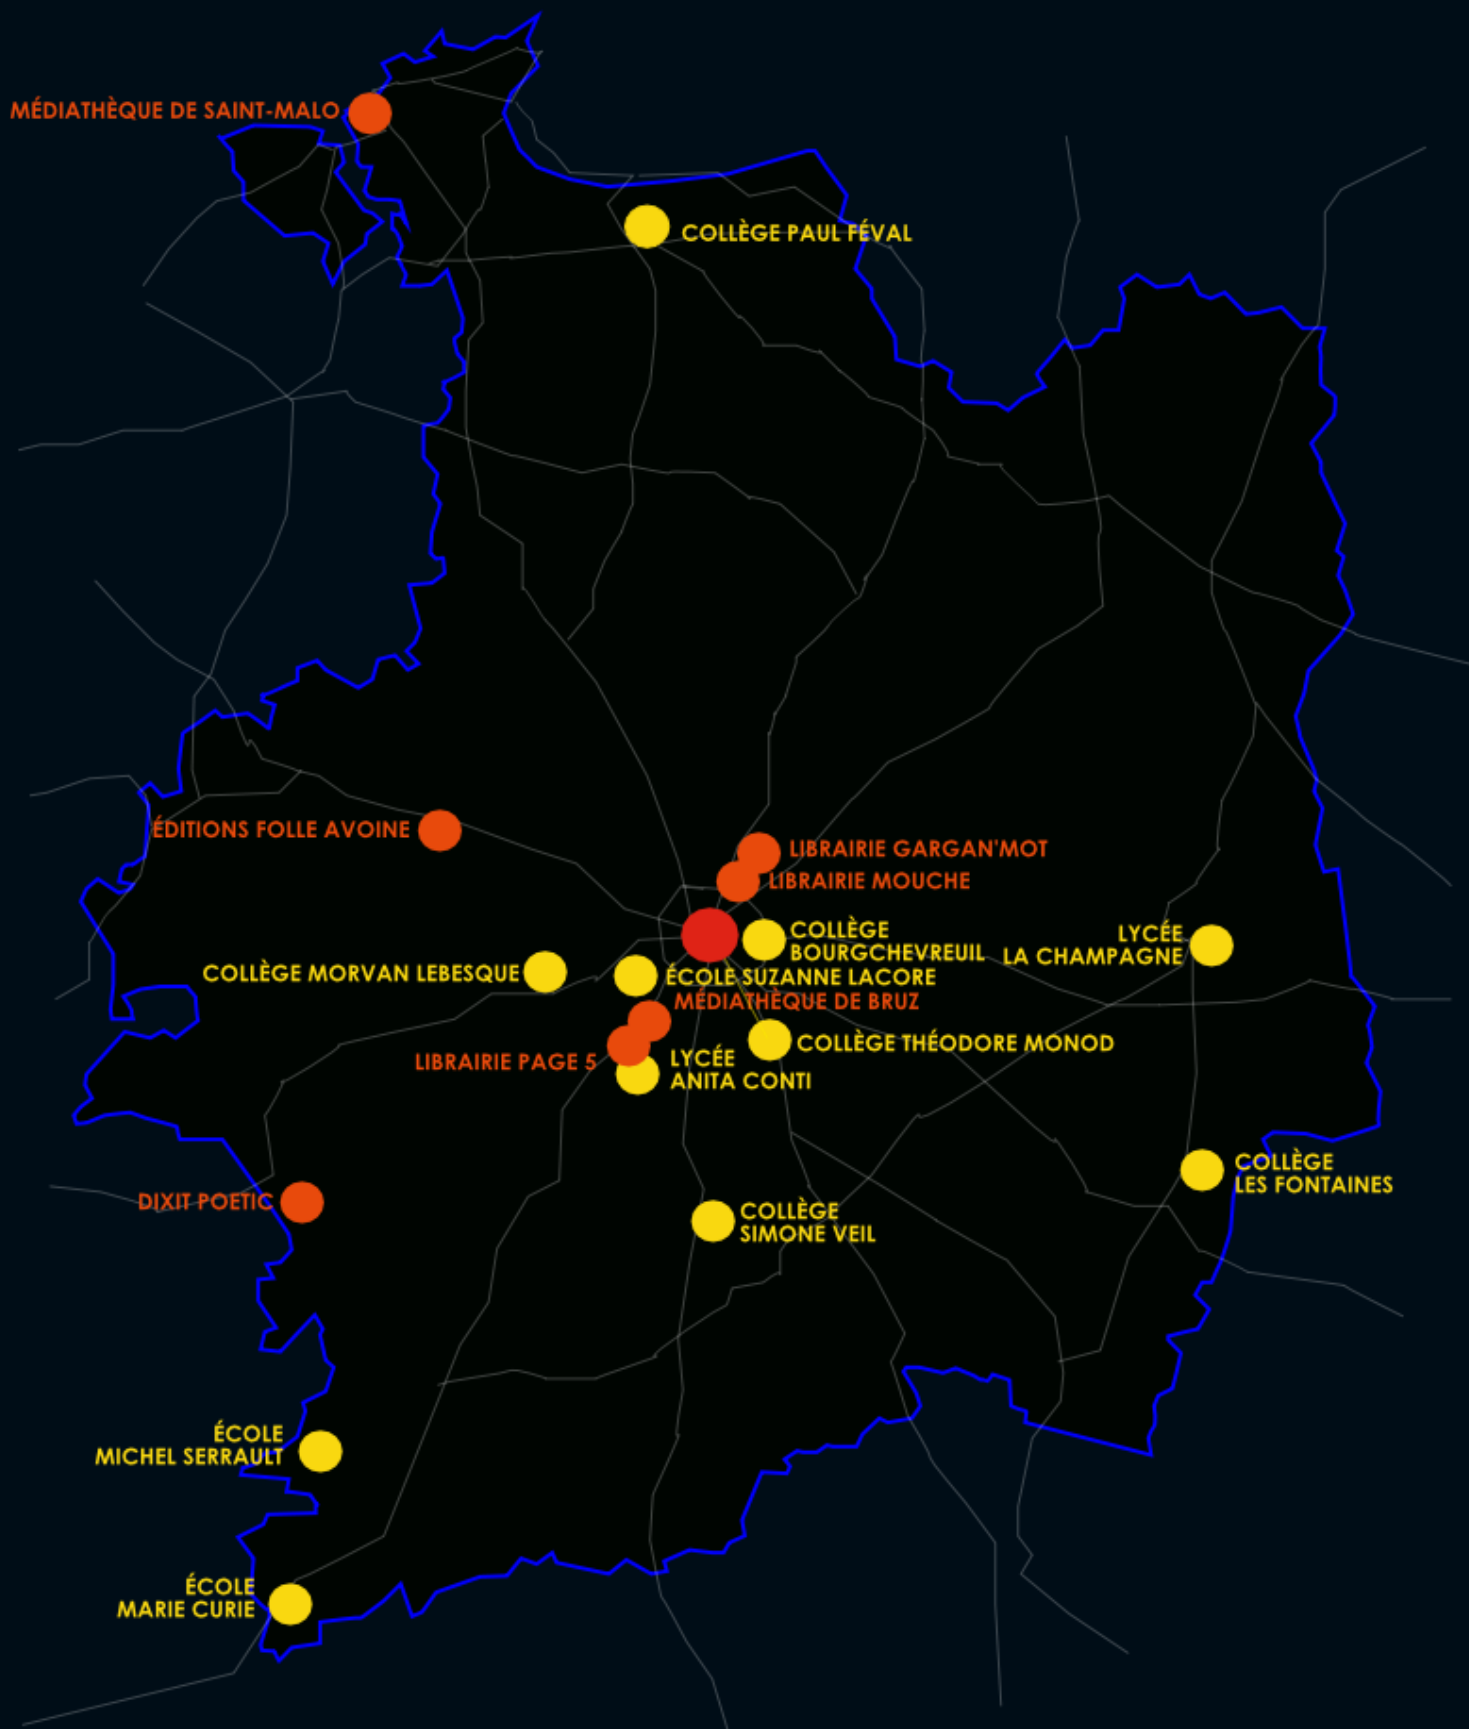 MÉDIATHÈQUE DE SAINT-MALO
COLLÈGE PAUL FÉVAL
ÉDITIONS FOLLE AVOINE
LIBRAIRIE GARGAN'MOT
LIBRAIRIE MOUCHE
COLLÈGE
BOURGCHEVREUIL
LYCÉE
LA CHAMPAGNE
COLLÈGE MORVAN LEBESQUE
ÉCOLE SUZANNE LACORE
MÉDIATHÈQUE DE BRUZ
COLLÈGE THÉODORE MONOD
LIBRAIRIE PAGE 5
LYCÉE
ANITA CONTI
COLLÈGE
LES FONTAINES
DIXIT POETIC
COLLÈGE
SIMONE VEIL
ÉCOLE
MICHEL SERRAULT
ÉCOLE
MARIE CURIE